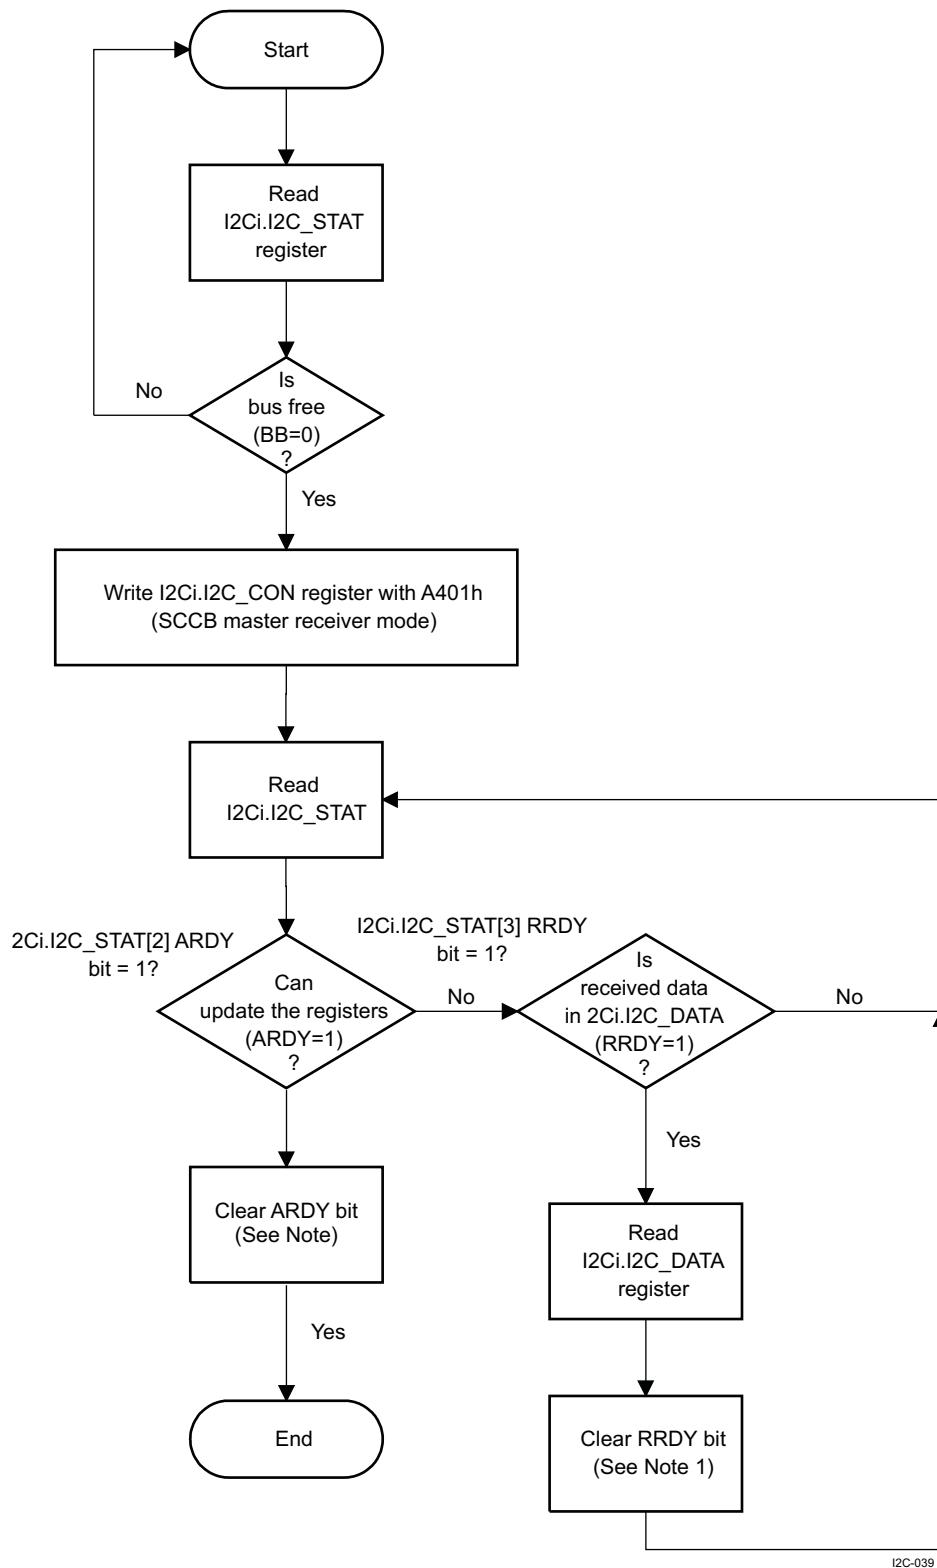 Start
Read
I2Ci.I2C_STAT
register
Is
bus free
(BB=0)
?
No
Yes
Write I2Ci.I2C_CON register with A401h
(SCCB master receiver mode)
Read
I2Ci.I2C_STAT
2Ci.I2C_STAT[2] ARDY
bit = 1?
Can
update the registers
(ARDY=1)
?
No
I2Ci.I2C_STAT[3] RRDY
bit = 1?
Is
received data
in 2Ci.I2C_DATA
(RRDY=1)
?
No
Yes
Clear ARDY bit
(See Note)
Yes
End
Read
I2Ci.I2C_DATA
register
Clear RRDY bit
(See Note 1)
I2C-039